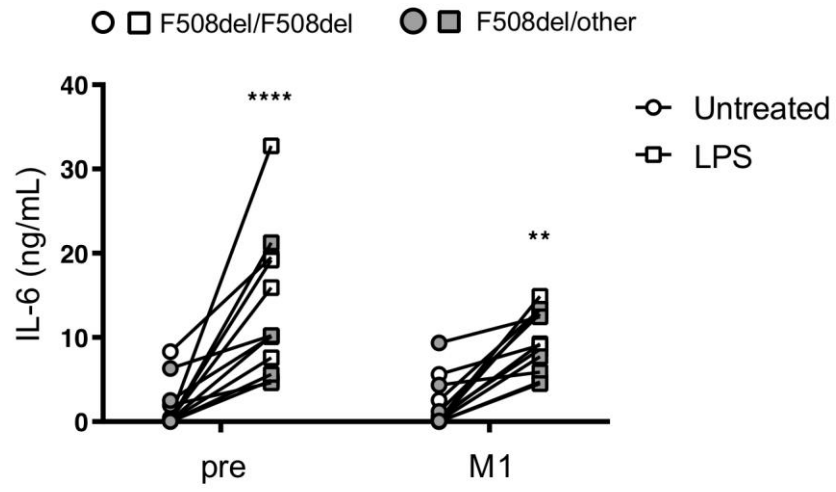 F508del/F508del F508del/other
40
****
Untreated
30
LPS
IL-6 (ng/mL)
**
20
10
0
pre M1